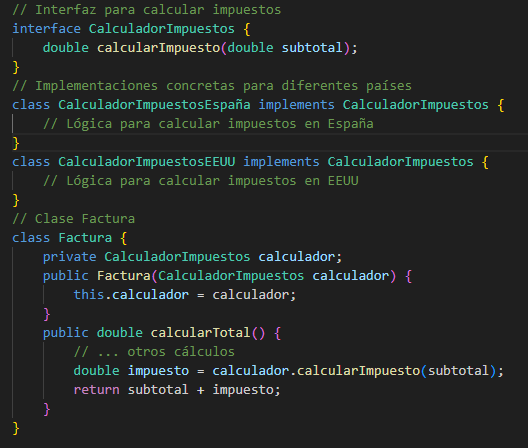 // Interfaz para calcular impuestos
interface CalculadorImpuestos {
    double calcularImpuesto(double subtotal);
}
// Implementaciones concretas para diferentes países
class CalculadorImpuestosEspaña implements CalculadorImpuestos {
    // Lógica para calcular impuestos en España
}
class CalculadorImpuestosEEUU implements CalculadorImpuestos {
    // Lógica para calcular impuestos en EEUU
}
// Clase Factura
class Factura {
    private CalculadorImpuestos calculador;
    public Factura(CalculadorImpuestos calculador) {
        this.calculador = calculador;
    }
    public double calcularTotal() {
        // ... otros cálculos
        double impuesto = calculador.calcularImpuesto(subtotal);
        return subtotal + impuesto;
    }
}